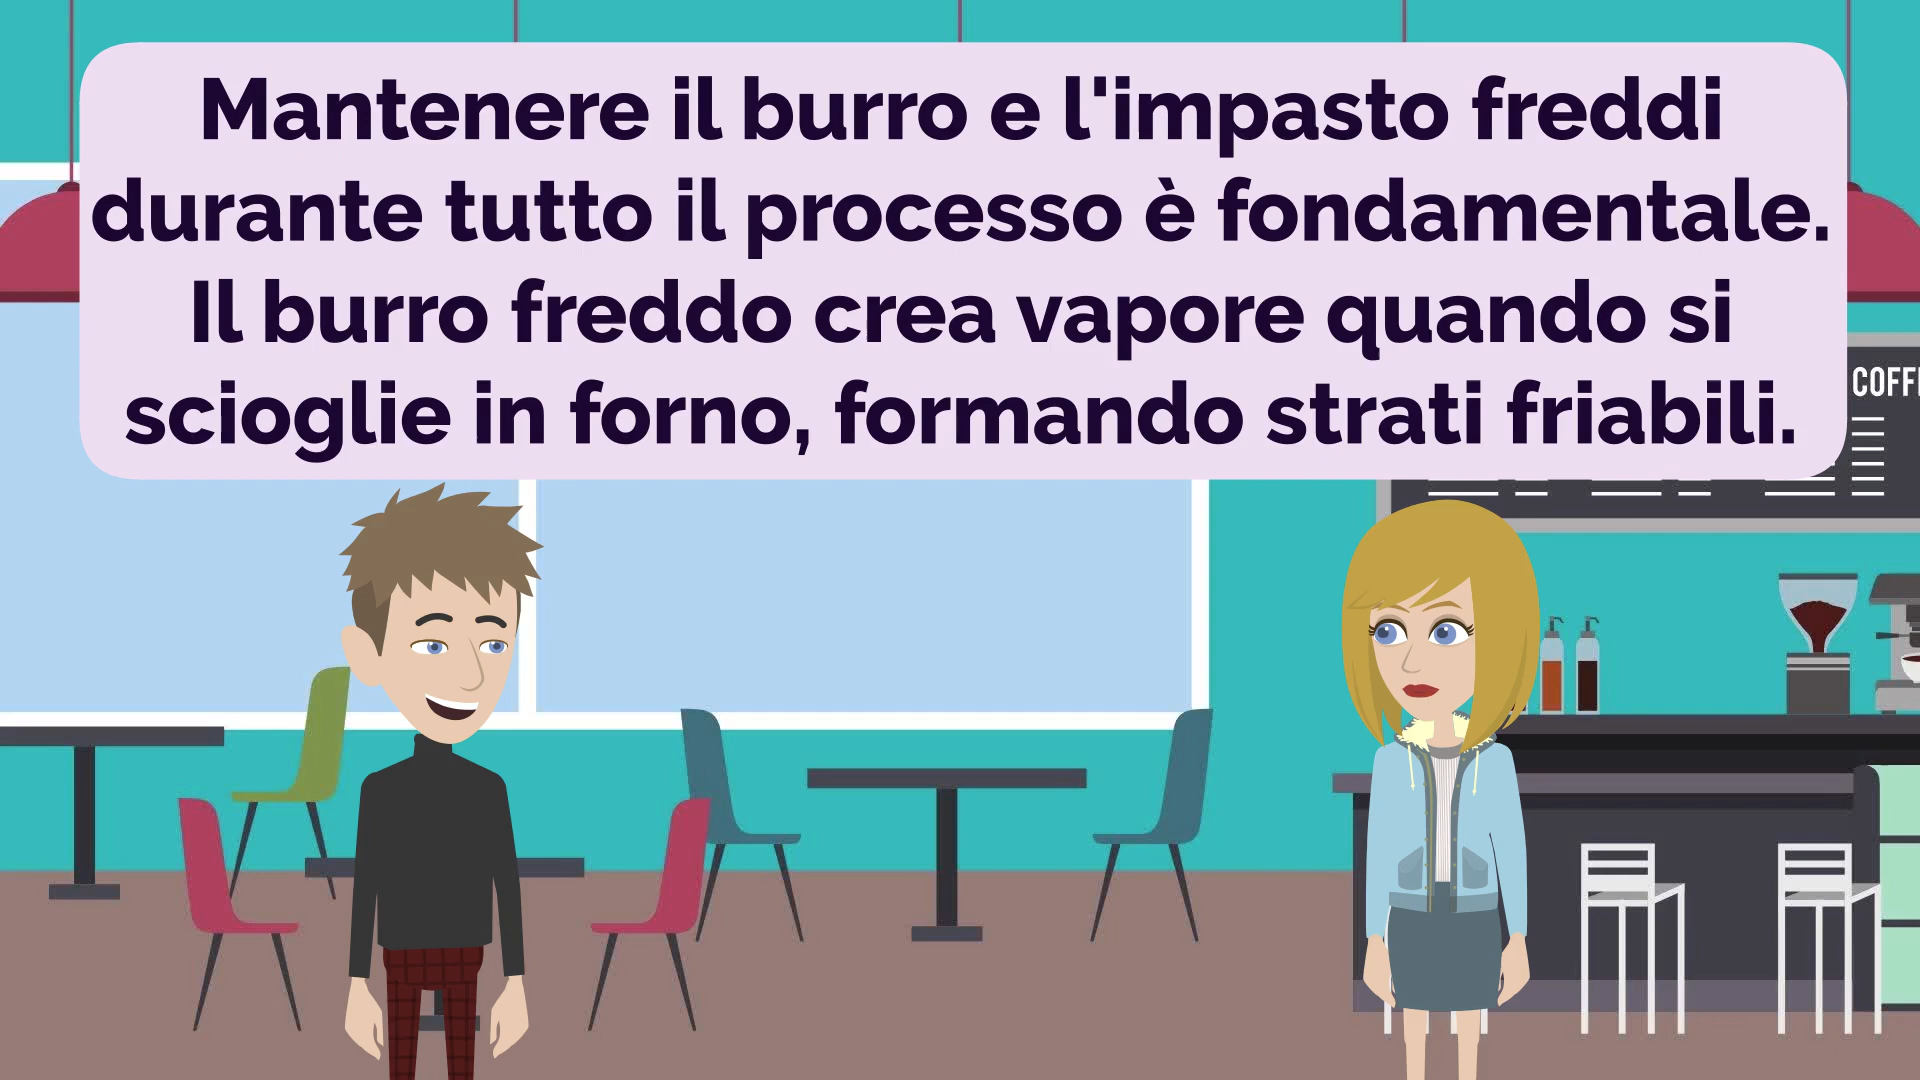 Mantenere il burro e l'impasto freddi
durante tutto il processo è fondamentale.
Il burro freddo crea vapore quando si
scioglie in forno, formando strati friabili.